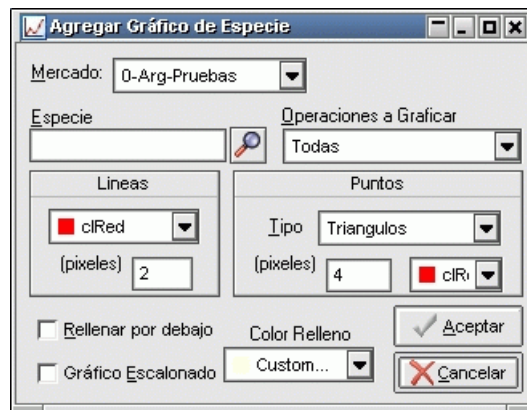 Agregar Gráfico de Especie
Mercado: 0-Arg-Pruebas
Especie
Operaciones a Graficar
Todas
Lineas
Puntos
clRed
Tipo Triangulos
(pixeles) 2
(pixeles) 4
clR
Rellenar por debajo
Color Relleno
Aceptar
Gráfico Escalonado
Custom...
Cancelar